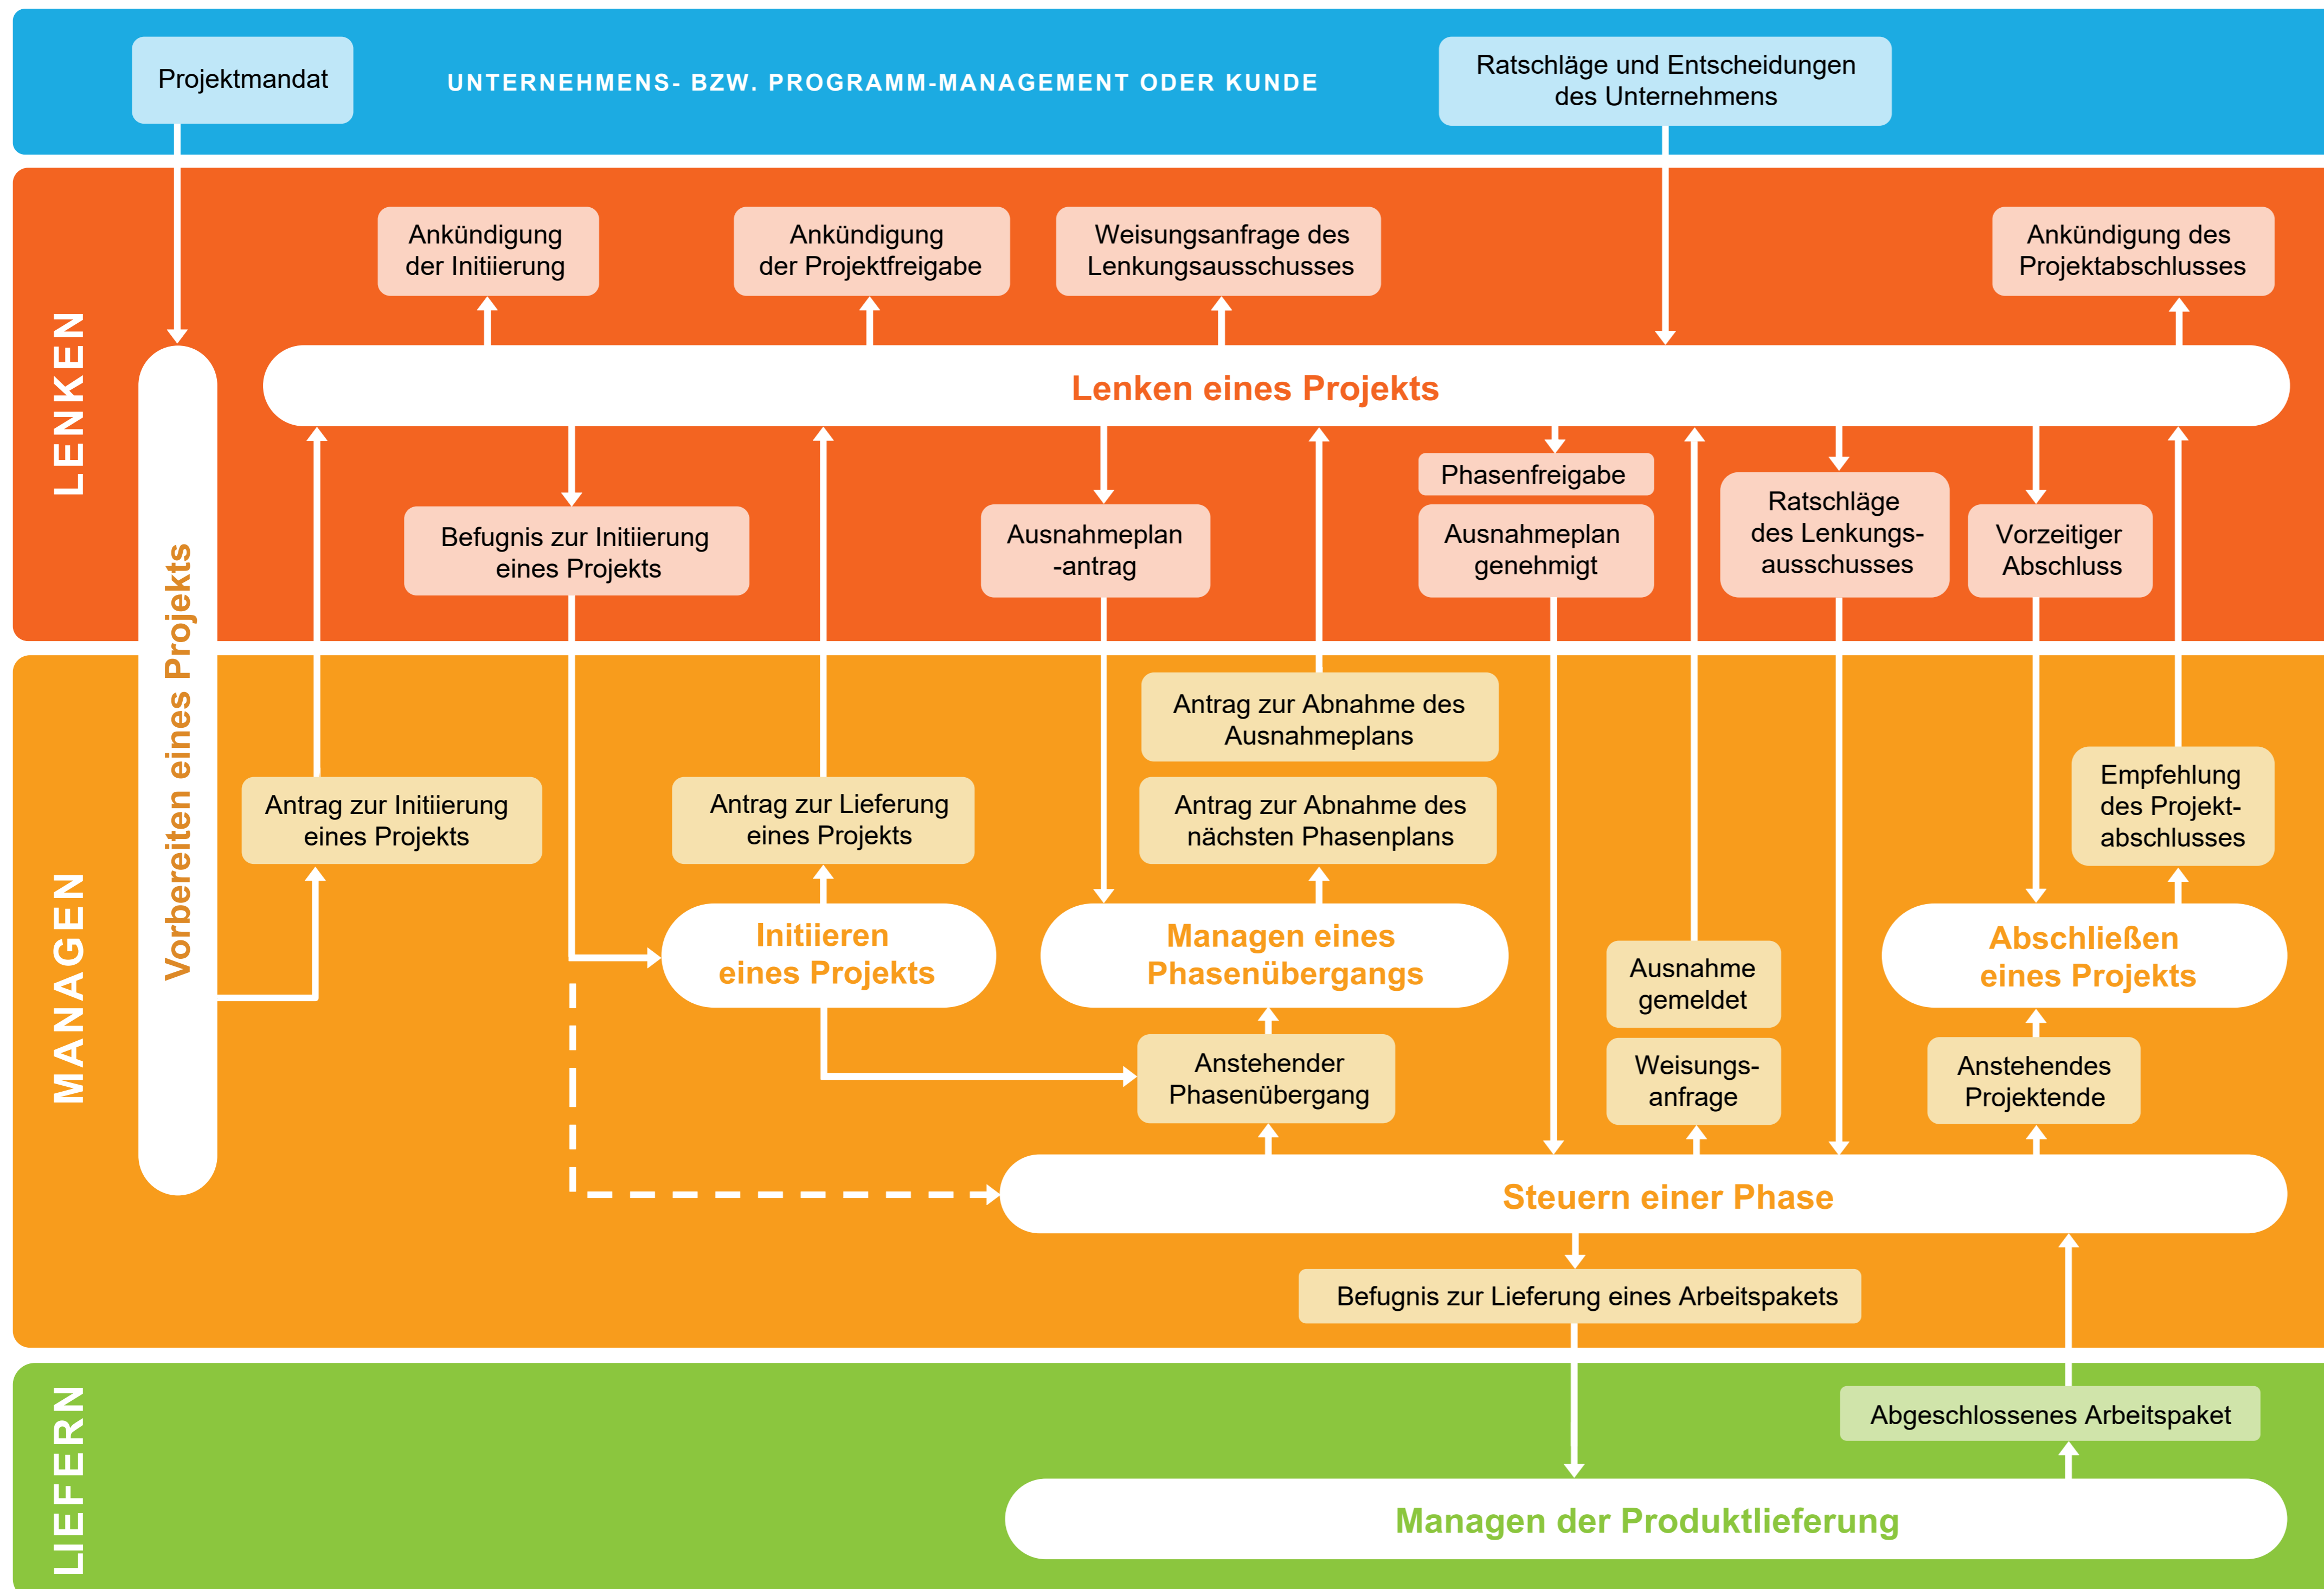 Projektmandat
UNTERNEHMENS- BZW. PROGRAMM-MANAGEMENT ODER KUNDE
Ratschläge und Entscheidungen
des Unternehmens
LENKEN
Ankündigung
der Initiierung
Ankündigung
der Projektfreigabe
Weisungsanfrage des
Lenkungsausschusses
Ankündigung des
Projektabschlusses
Lenken eines Projekts
Vorbereiten eines Projekts
Befugnis zur Initiierung
eines Projekts
Ausnahmeplan
-antrag
Phasenfreigabe
Ausnahmeplan
genehmigt
Ratschläge
des Lenkungs-
ausschusses
Vorzeitiger
Abschluss
MANAGEN
Antrag zur Initiierung
eines Projekts
Antrag zur Lieferung
eines Projekts
Antrag zur Abnahme des
Ausnahmeplans
Antrag zur Abnahme des
nächsten Phasenplans
Empfehlung
des Projekt-
abschlusses
Initiieren
eines Projekts
Managen eines
Phasenübergangs
Ausnahme
gemeldet
Abschließen
eines Projekts
Anstehender
Phasenübergang
Weisungs-
anfrage
Anstehendes
Projektende
Steuern einer Phase
Befugnis zur Lieferung eines Arbeitspakets
LIEFERN
Abgeschlossenes Arbeitspaket
Managen der Produktlieferung